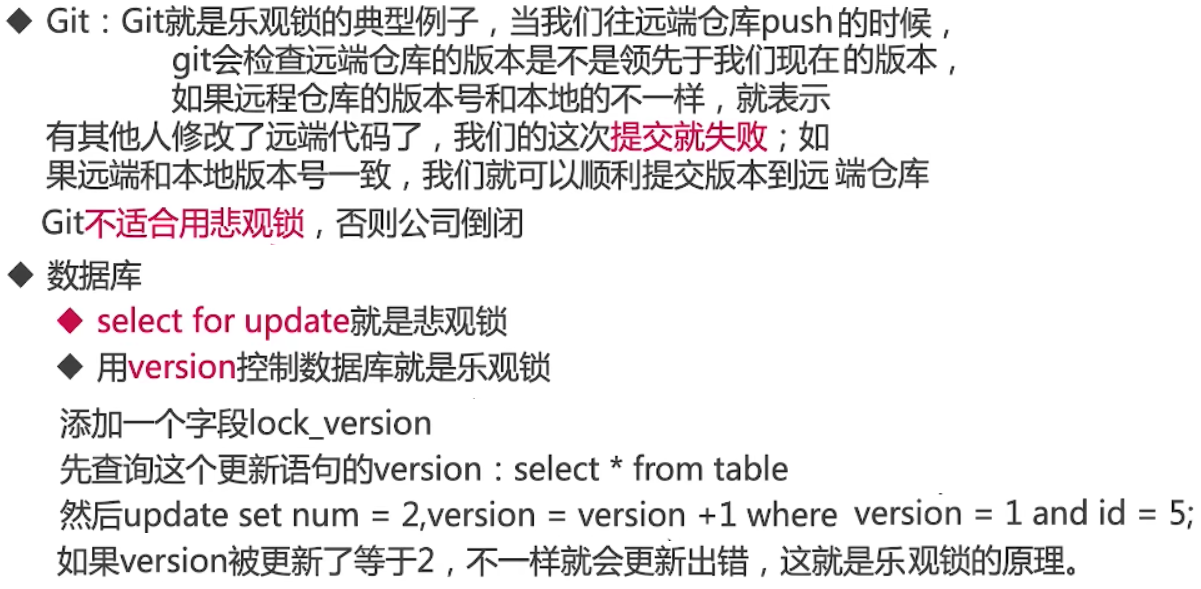 ◆ Git：Git就是乐观锁的典型例子，当我们往远端仓库push的时候，
git会检查远端仓库的版本是不是领先于我们现在的版本，
如果远程仓库的版本号和本地的不一样，就表示
有其他人修改了远端代码了，我们的这次提交就失败；如
果远端和本地版本号一致，我们就可以顺利提交版本到远 端仓库
Git不适合用悲观锁，否则公司倒闭
◆ 数据库
◆ select for update就是悲观锁
◆ 用version控制数据库就是乐观锁
添加一个字段lock_version
先查询这个更新语句的version：select * from table
然后update set num = 2,version = version +1 where version = 1 and id = 5;
如果version被更新了等于2，不一样就会更新出错，这就是乐观锁的原理。